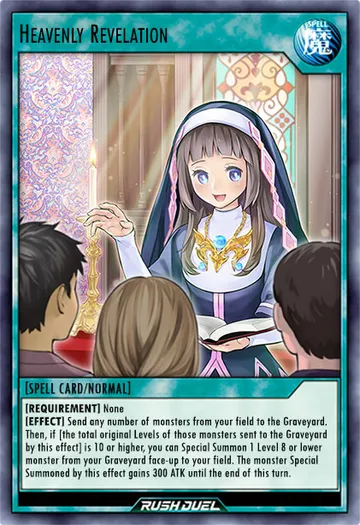 Heavenly Revelation
SPELL
魔
[SPELL CARD/NORMAL]
[REQUIREMENT] None
[EFFECT] Send any number of monsters from your field to the Graveyard.
Then, if [the total original Levels of those monsters sent to the Graveyard
by this effect] is 10 or higher, you can Special Summon 1 Level 8 or lower
monster from your Graveyard face-up to your field. The monster Special
Summoned by this effect gains 300 ATK until the end of this turn.
RUSH DUEL